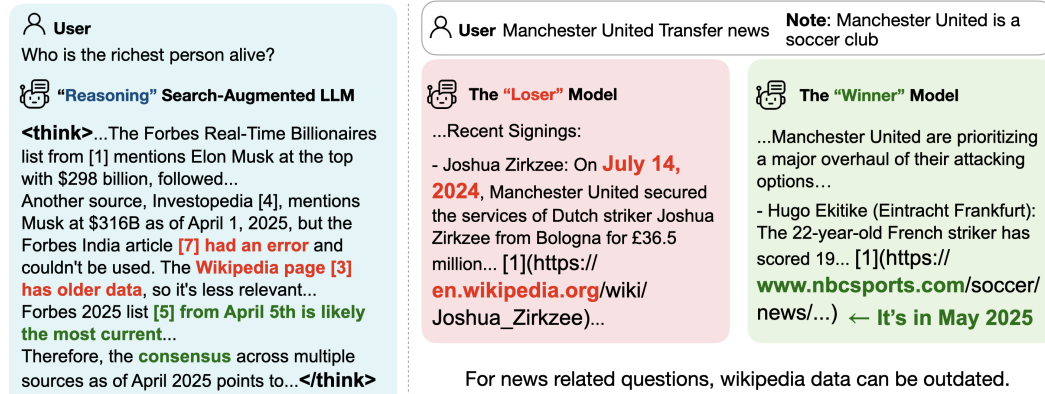 User
Who is the richest person alive?
“Reasoning” Search-Augmented LLM
<think>...The Forbes Real-Time Billionaires
list from [1] mentions Elon Musk at the top
with $298 billion, followed...
Another source, Investopedia [4], mentions
Musk at $316B as of April 1, 2025, but the
Forbes India article [7] had an error and
couldn't be used. The Wikipedia page [3]
has older data, so it's less relevant...
Forbes 2025 list [5] from April 5th is likely
the most current...
Therefore, the consensus across multiple
sources as of April 2025 points to...</think>
User Manchester United Transfer news
Note: Manchester United is a
soccer club
The “Loser” Model
...Recent Signings:
- Joshua Zirkzee: On July 14,
2024, Manchester United secured
the services of Dutch striker Joshua
Zirkzee from Bologna for £36.5
million... [1](https://
en.wikipedia.org/wiki/
Joshua_Zirkzee)...
The “Winner” Model
...Manchester United are prioritizing
a major overhaul of their attacking
options…
- Hugo Ekitike (Eintracht Frankfurt):
The 22-year-old French striker has
scored 19... [1](https://
www.nbcsports.com/soccer/
news/...) ← It’s in May 2025
For news related questions, wikipedia data can be outdated.